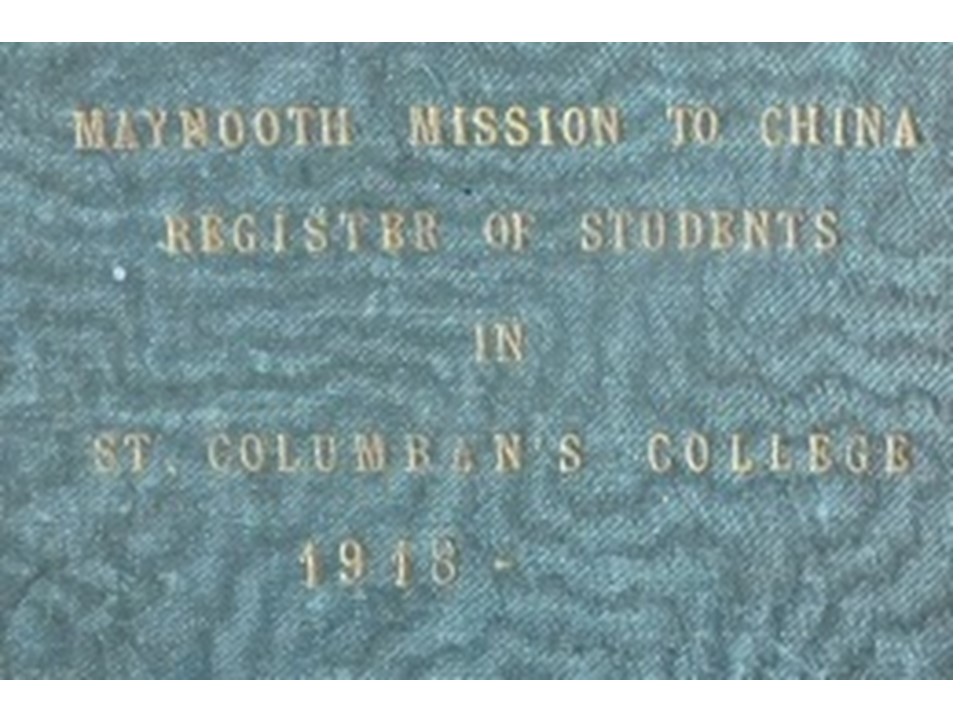 MAYNOOTH MISSION TO CHINA
REGISTER OF STUDENTS
IN
ST. COLUMBAN'S COLLEGE
1918 -